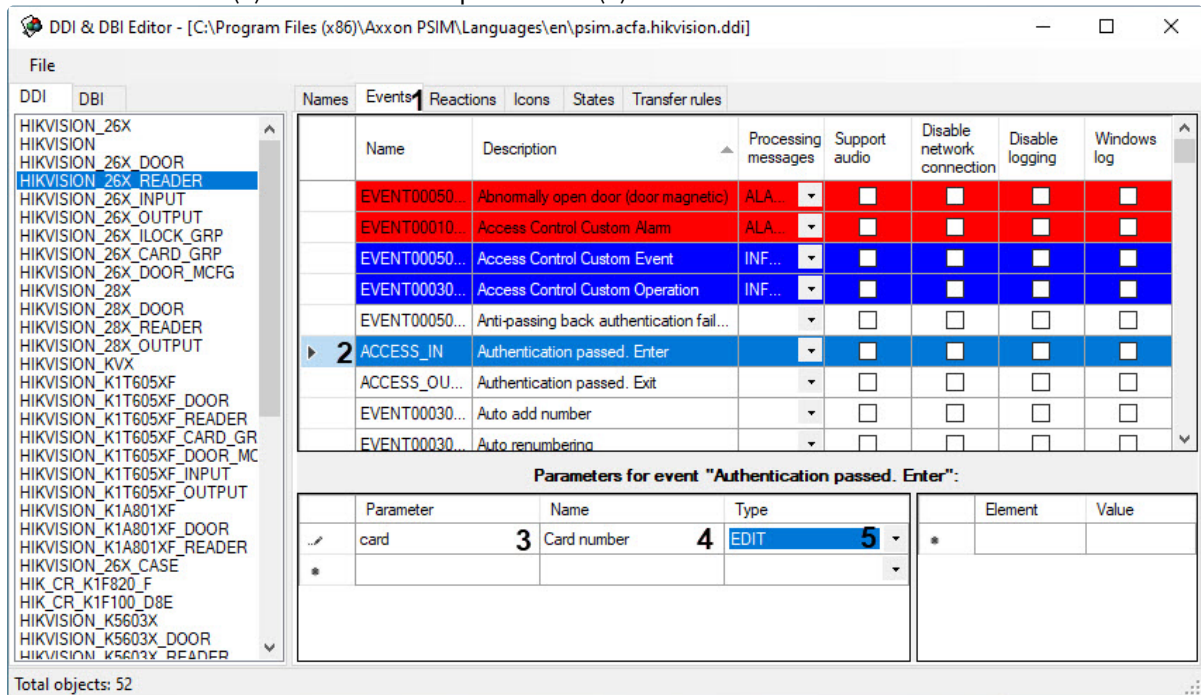 DDI & DBI Editor - [C:\Program Files (x86)\Axxon PSIM\Languages\en\psim.acfa.hikvision.ddi]
File
DDI DBI
HIKVISION_26X
HIKVISION
HIKVISION_26X_DOOR
HIKVISION_26X_READER
HIKVISION_26X_INPUT
HIKVISION_26X_OUTPUT
HIKVISION_26X_ILOCK_GRP
HIKVISION_26X_CARD_GRP
HIKVISION_26X_DOOR_MCFG
HIKVISION_28X
HIKVISION_28X_DOOR
HIKVISION_28X_READER
HIKVISION_28X_OUTPUT
HIKVISION_KVX
HIKVISION_K1T605XF
HIKVISION_K1T605XF_DOOR
HIKVISION_K1T605XF_READER
HIKVISION_K1T605XF_CARD_GR
HIKVISION_K1T605XF_DOOR_MC
HIKVISION_K1T605XF_INPUT
HIKVISION_K1T605XF_OUTPUT
HIKVISION_K1A801XF
HIKVISION_K1A801XF_DOOR
HIKVISION_K1A801XF_READER
HIKVISION_26X_CASE
HIK_CR_K1F820_F
HIK_CR_K1F100_D8E
HIKVISION_K5603X
HIKVISION_K5603X_DOOR
HIKVISION_K5603X_READER
Names Events 1 Reactions Icons States Transfer rules
Name Description Processing messages Support audio Disable network connection Disable logging Windows log
EVENT00050... Abnormally open door (door magnetic) ALA...
EVENT00010... Access Control Custom Alarm ALA...
EVENT00050... Access Control Custom Event INF...
EVENT00030... Access Control Custom Operation INF...
EVENT00050... Anti-passing back authentication fail...
2 ACCESS_IN Authentication passed. Enter
ACCESS_OU... Authentication passed. Exit
EVENT00030... Auto add number
EVENT00030... Auto renumbering
Parameters for event "Authentication passed. Enter":
Parameter Name Type
card 3 Card number 4 EDIT 5
Element Value
Total objects: 52